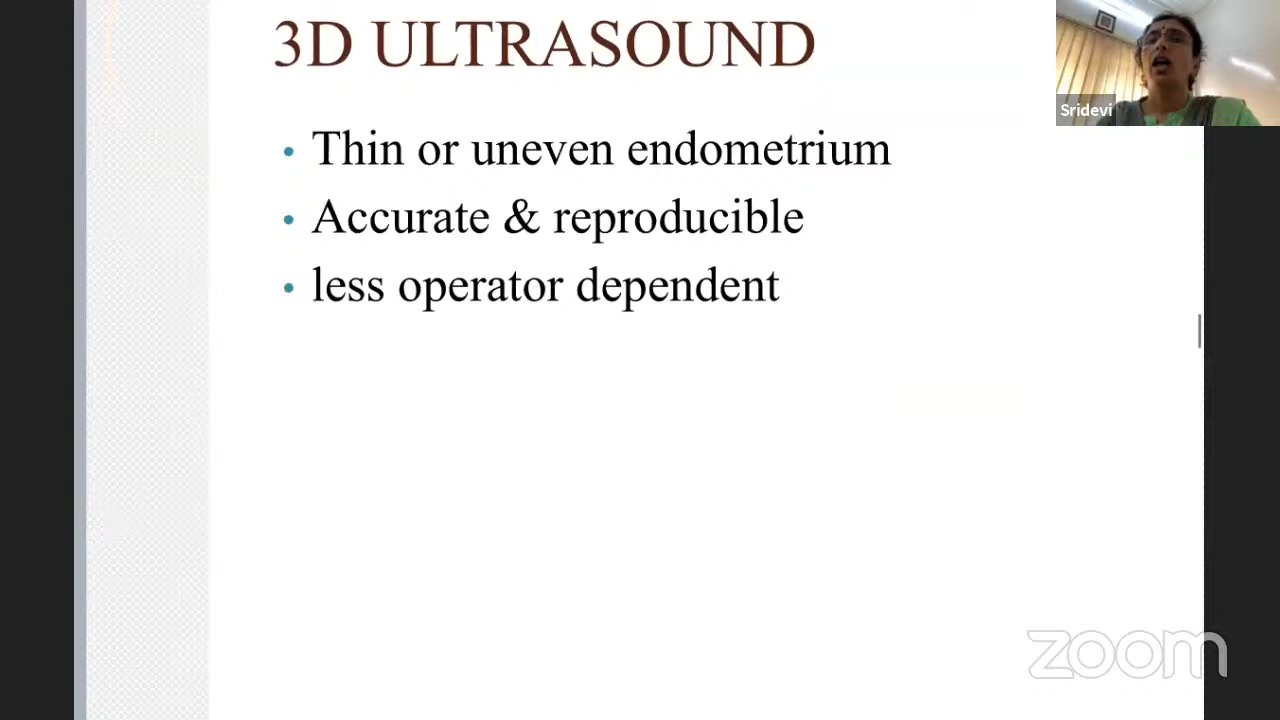 3D ULTRASOUND
Sridevi
• Thin or uneven endometrium
• Accurate & reproducible
• less operator dependent
zoom